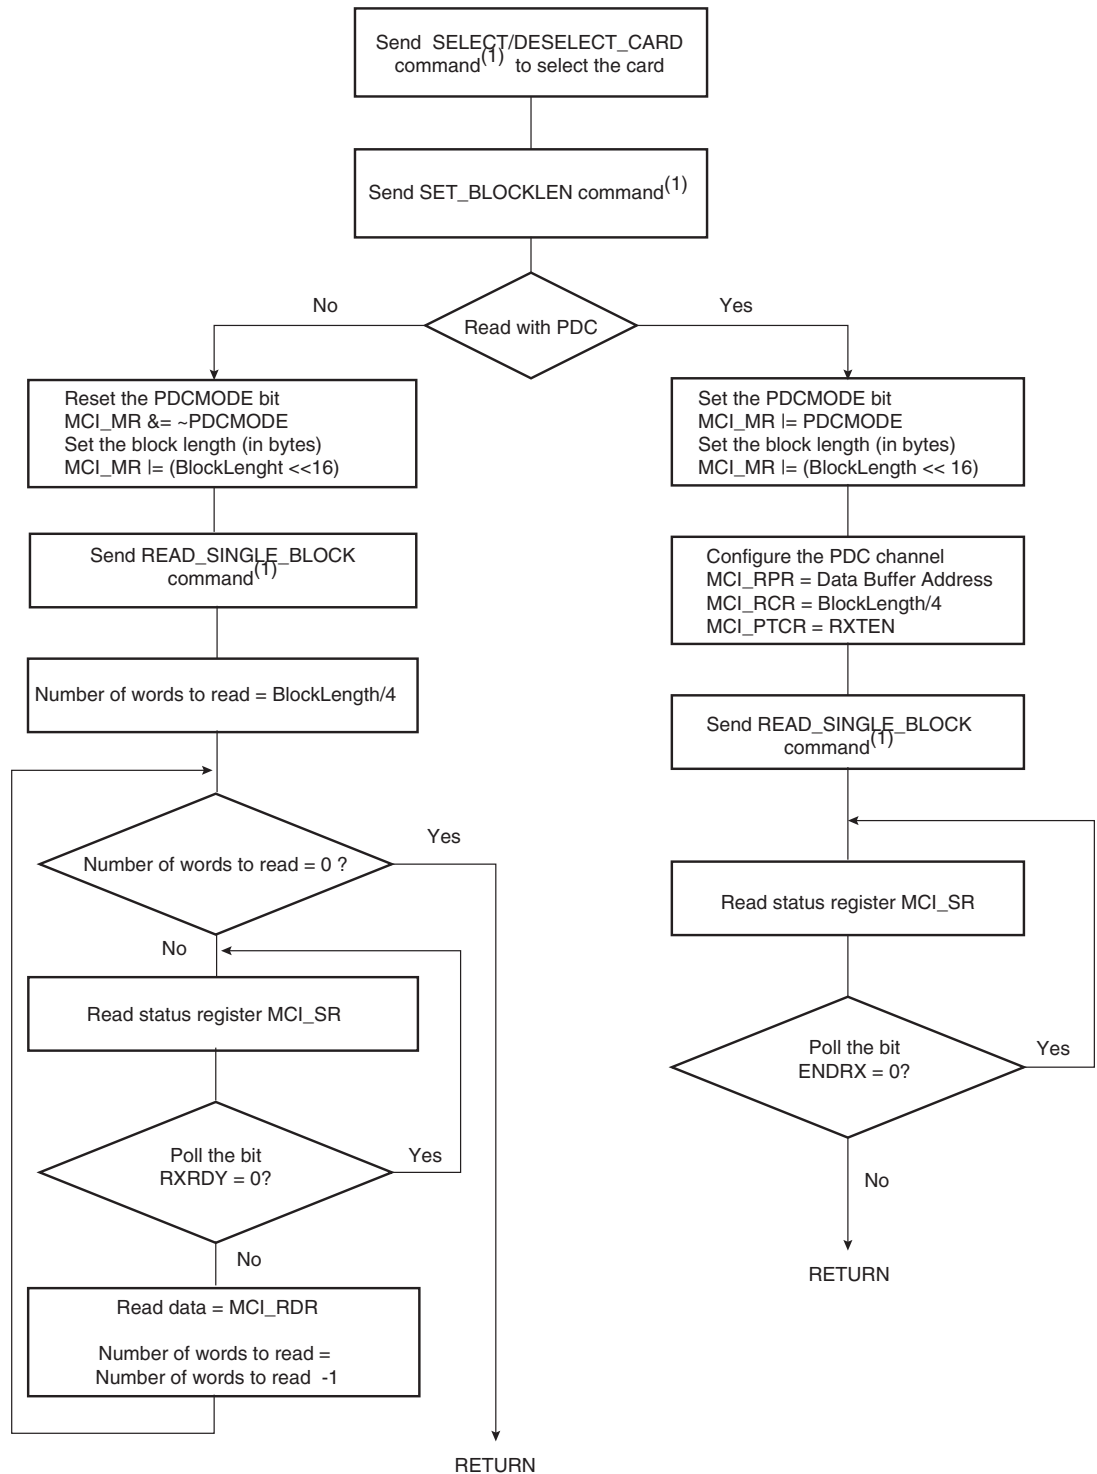 Send SELECT/DESELECT_CARD
command(1) to select the card
Send SET_BLOCKLEN command(1)
No
Yes
Read with PDC
Reset the PDCMODE bit
MCI_MR &= ~PDCMODE
Set the block length (in bytes)
MCI_MR |= (BlockLenght <<16)
Send READ_SINGLE_BLOCK
command(1)
Number of words to read = BlockLength/4
Number of words to read = 0 ?
Yes
No
Read status register MCI_SR
Poll the bit
RXRDY = 0?
Yes
No
Read data = MCI_RDR
Number of words to read =
Number of words to read -1
RETURN
Set the PDCMODE bit
MCI_MR |= PDCMODE
Set the block length (in bytes)
MCI_MR |= (BlockLength << 16)
Configure the PDC channel
MCI_RPR = Data Buffer Address
MCI_RCR = BlockLength/4
MCI_PTCR = RXTEN
Send READ_SINGLE_BLOCK
command(1)
Read status register MCI_SR
Poll the bit
ENDRX = 0?
Yes
No
RETURN